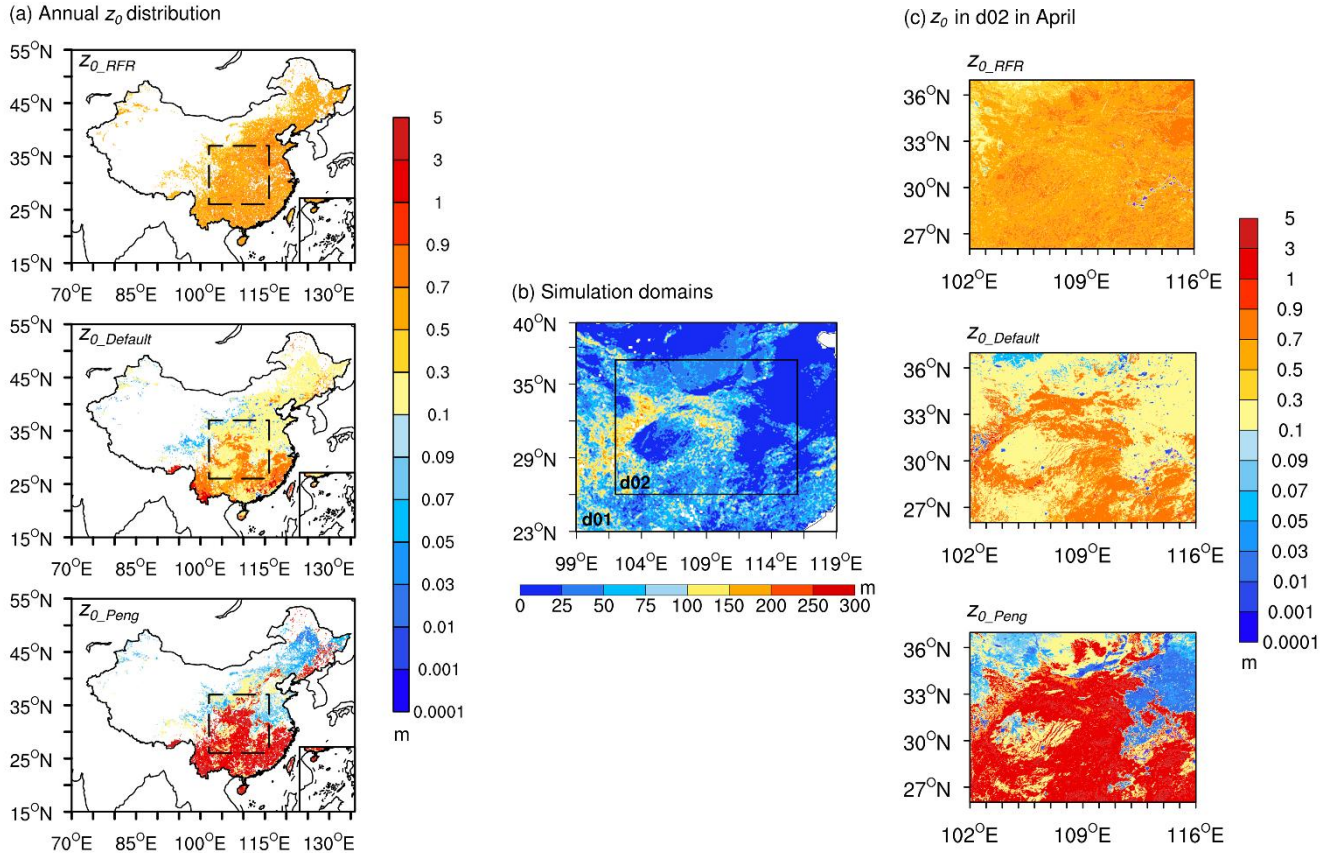 (a) Annual z0 distribution
z0_RFR
55°N
45°N
35°N
25°N
15°N
70°E 85°E 100°E 115°E 130°E
z0_Default
55°N
45°N
35°N
25°N
15°N
70°E 85°E 100°E 115°E 130°E
z0_Peng
55°N
45°N
35°N
25°N
15°N
70°E 85°E 100°E 115°E 130°E
5
3
1
0.9
0.7
0.5
0.3
0.1
0.09
0.07
0.05
0.03
0.01
0.001
0.0001
m
(b) Simulation domains
40°N
35°N
29°N
23°N
d02
d01
99°E 104°E 109°E 114°E 119°E
m
0 25 50 75 100 150 200 250 300
(c) z0 in d02 in April
z0_RFR
36°N
33°N
30°N
27°N
102°E 109°E 116°E
z0_Default
36°N
33°N
30°N
27°N
102°E 109°E 116°E
z0_Peng
36°N
33°N
30°N
27°N
102°E 109°E 116°E
5
3
1
0.9
0.7
0.5
0.3
0.1
0.09
0.07
0.05
0.03
0.01
0.001
0.0001
m